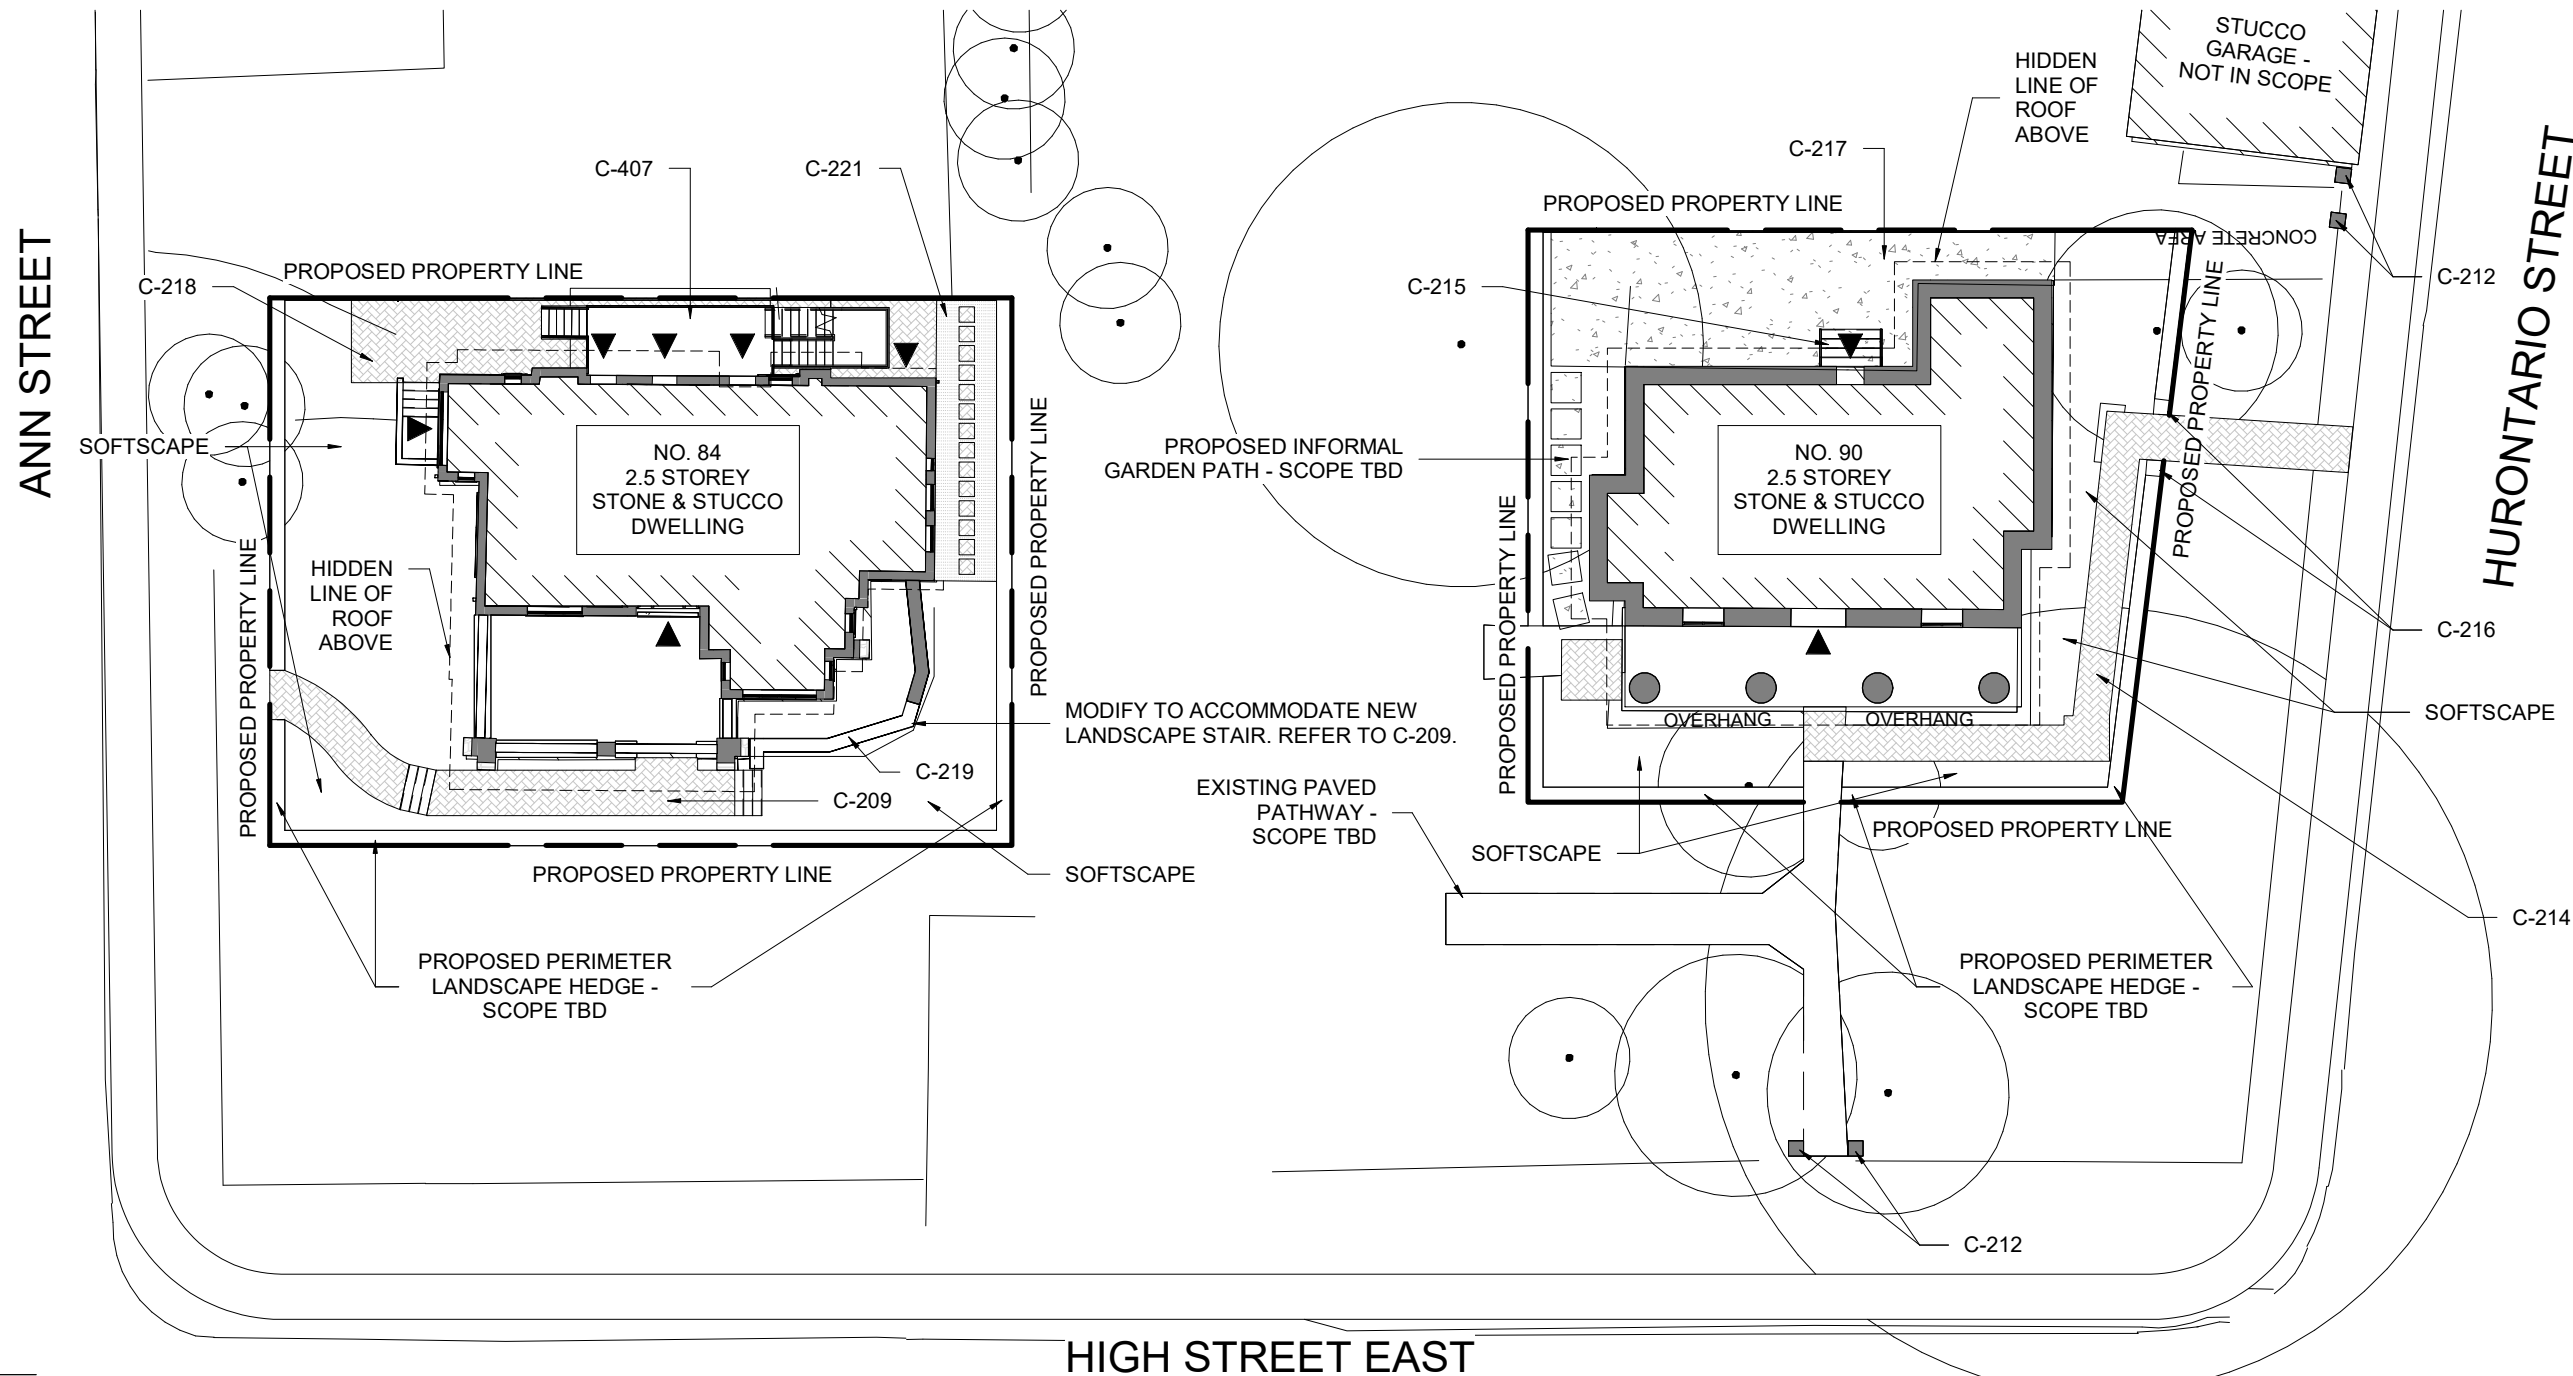 STUCCO
GARAGE -
NOT IN SCOPE
HIDDEN
LINE OF
ROOF
ABOVE
C-217
C-407
C-221
PROPOSED PROPERTY LINE
CONCRETE AREA
ANN STREET
HURONTARIO STREET
PROPOSED PROPERTY LINE
C-218
C-215
C-212
PROPOSED PROPERTY LINE
SOFTSCAPE
NO. 84
2.5 STOREY
STONE & STUCCO
DWELLING
PROPOSED PROPERTY LINE
PROPOSED INFORMAL
GARDEN PATH - SCOPE TBD
NO. 90
2.5 STOREY
STONE & STUCCO
DWELLING
PROPOSED PROPERTY LINE
HIDDEN
LINE OF
ROOF
ABOVE
PROPOSED PROPERTY LINE
C-216
MODIFY TO ACCOMMODATE NEW
LANDSCAPE STAIR. REFER TO C-209.
OVERHANG
OVERHANG
SOFTSCAPE
C-219
C-209
EXISTING PAVED
PATHWAY -
SCOPE TBD
PROPOSED PROPERTY LINE
SOFTSCAPE
PROPOSED PROPERTY LINE
SOFTSCAPE
C-214
PROPOSED PERIMETER
LANDSCAPE HEDGE -
SCOPE TBD
PROPOSED PERIMETER
LANDSCAPE HEDGE -
SCOPE TBD
C-212
HIGH STREET EAST